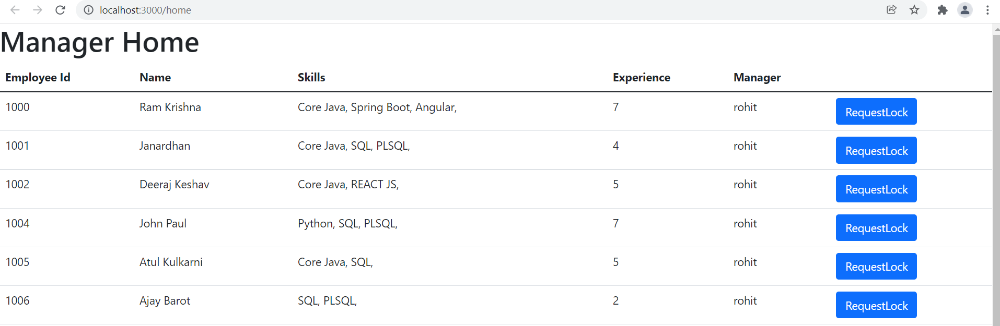 localhost:3000/home
Manager Home
Employee Id Name Skills Experience Manager
1000 Ram Krishna Core Java, Spring Boot, Angular, 7 rohit RequestLock
1001 Janardhan Core Java, SQL, PLSQL, 4 rohit RequestLock
1002 Deeraj Keshav Core Java, REACT JS, 5 rohit RequestLock
1004 John Paul Python, SQL, PLSQL, 7 rohit RequestLock
1005 Atul Kulkarni Core Java, SQL, 5 rohit RequestLock
1006 Ajay Barot SQL, PLSQL, 2 rohit RequestLock